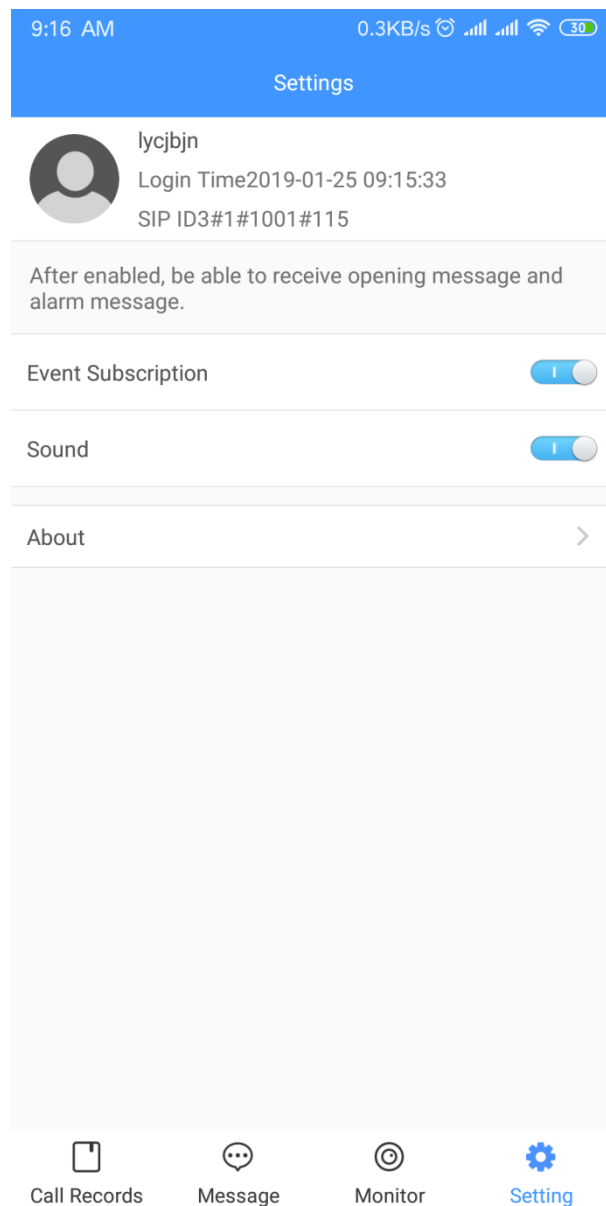 9:16 AM 0.3KB/s 30
Settings
lycjbjn
Login Time2019-01-25 09:15:33
SIP ID3#1#1001#115
After enabled, be able to receive opening message and
alarm message.
Event Subscription
Sound
About
Call Records Message Monitor Setting